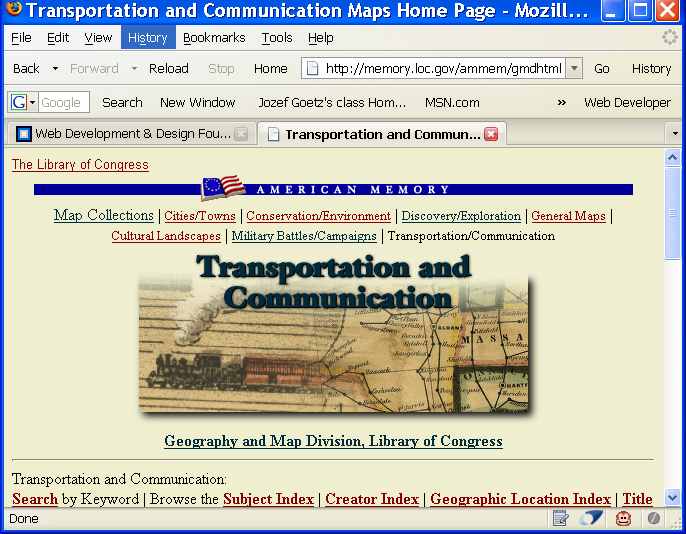 Transportation and Communication Maps Home Page - Mozill...
File Edit View History Bookmarks Tools Help
Back Forward Reload Stop Home http://memory.loc.gov/ammem/gmdhtml Go History
G Google Search New Window Jozef Goetz's class Hom... MSN.com » Web Developer
Web Development & Design Fou... Transportation and Commun...
The Library of Congress
AMERICAN MEMORY
Map Collections | Cities/Towns | Conservation/Environment | Discovery/Exploration | General Maps |
Cultural Landscapes | Military Battles/Campaigns | Transportation/Communication
Transportation and
Communication
ALBANY
MASSA
HARTF
Geography and Map Division, Library of Congress
Transportation and Communication:
Search by Keyword | Browse the Subject Index | Creator Index | Geographic Location Index | Title
Done